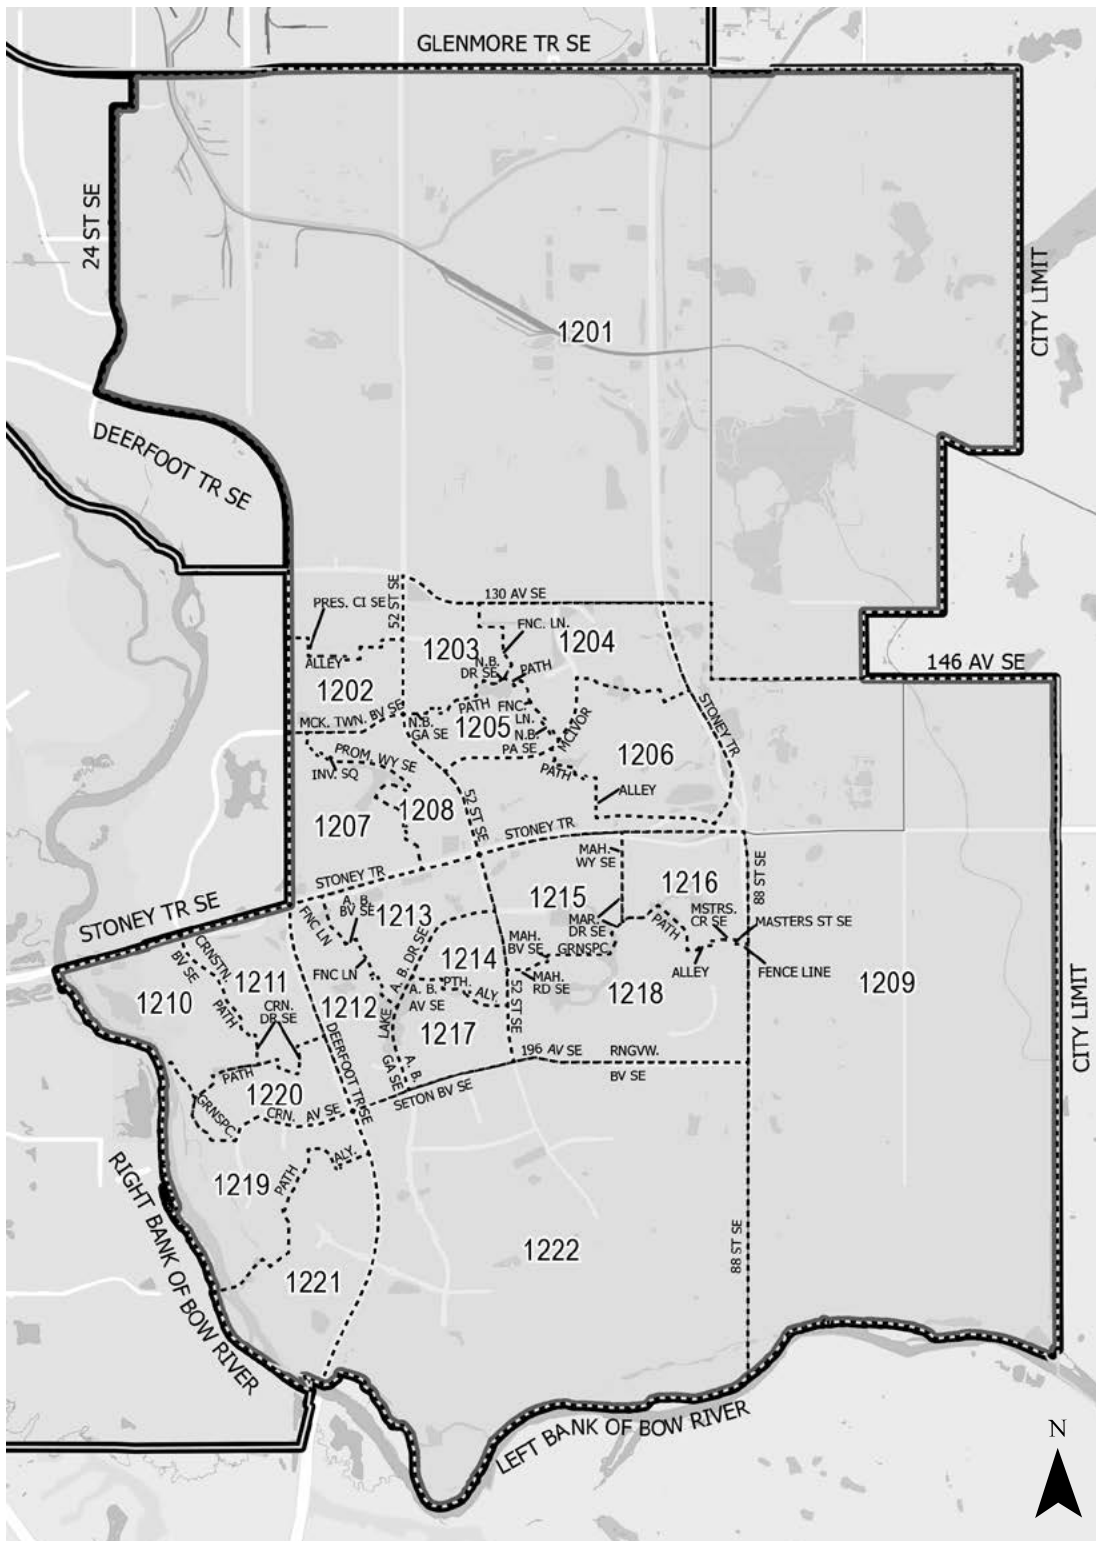 GLENMORE TR SE
24 ST SE
CITY LIMIT
1201
DEERFOOT TR SE
PRES. CI SE
52 ST SE
130 AV SE
FNC. LN.
1203
1204
N.B.
DR SE
PATH
ALLEY
146 AV SE
1202
MCK. TWN. BV SE
N.B.
GA SE
PATH
FNC.
LN.
1205
N.B.
PA SE
MCIVOR
STONEY TR
PROM. WY SE
INV. SQ
PATH
1206
ALLEY
1208
52 ST SE
1207
STONEY TR
STONEY TR
MAH.
WY SE
88 ST SE
STONEY TR SE
FNC LN
A. B.
BV SE
1213
1215
1216
MSTRS.
CR SE
MASTERS ST SE
MAR.
DR SE
PATH
CRNSTN.
BV SE
A. B. DR SE
MAH.
BV SE
GRNSPC.
ALLEY
FENCE LINE
FNC LN
1214
1211
1210
CRN.
DR SE
1212
A. B.
AV SE
PTH.
ALY.
MAH.
RD SE
52 ST SE
1218
1209
PATH
LAKE
1217
DEERFOOT TR SE
A. B.
GA SE
196 AV SE
RNGVW.
BV SE
CITY LIMIT
PATH
1220
SETON BV SE
GRNSPC.
CRN. AV SE
ALY.
PATH
1219
RIGHT BANK OF BOW RIVER
88 ST SE
1222
1221
LEFT BANK OF BOW RIVER
N